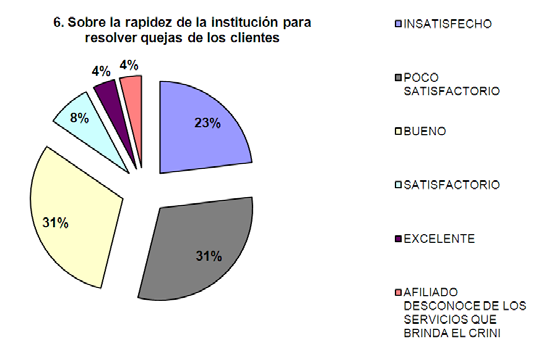 6. Sobre la rapidez de la institución para
resolver quejas de los clientes
4%
4%
8%
23%
31%
31%
INSATISFECHO
POCO
SATISFACTORIO
BUENO
SATISFACTORIO
EXCELENTE
AFILIADO
DESCONOCE DE LOS
SERVICIOS QUE
BRINDA EL CRINI